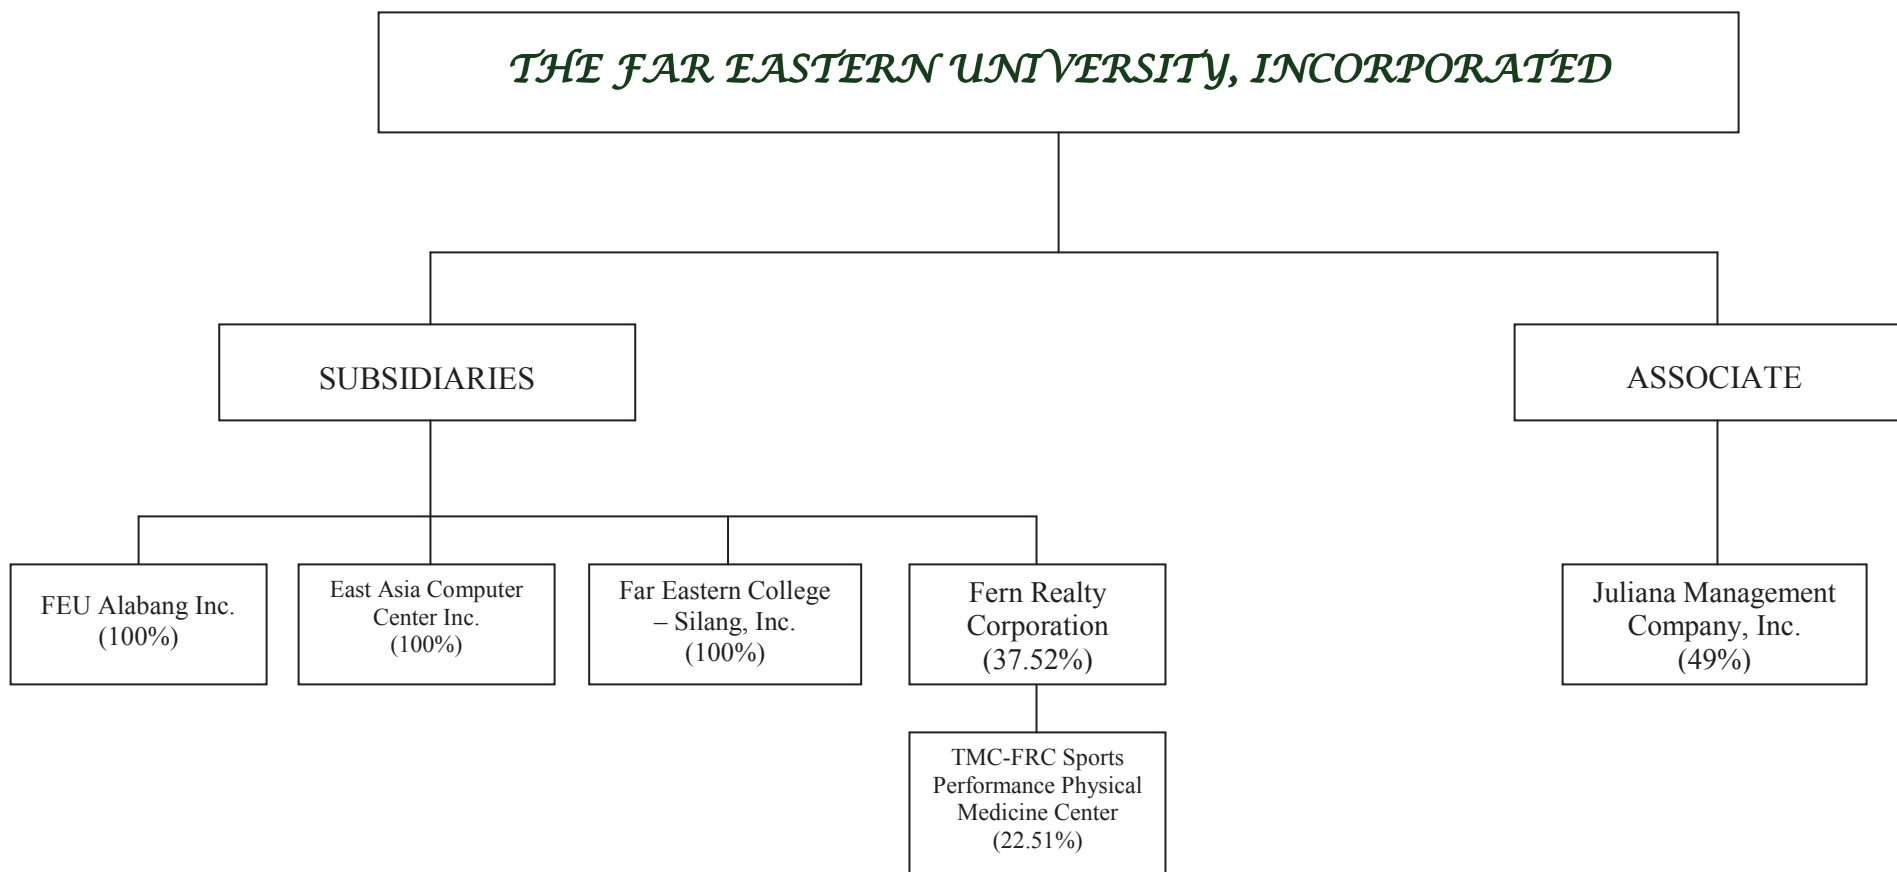 THE FAR EASTERN UNIVERSITY, INCORPORATED
SUBSIDIARIES
ASSOCIATE
FEU Alabang Inc.
(100%)
East Asia Computer
Center Inc.
(100%)
Far Eastern College
– Silang, Inc.
(100%)
Fern Realty
Corporation
(37.52%)
Juliana Management
Company, Inc.
(49%)
TMC-FRC Sports
Performance Physical
Medicine Center
(22.51%)